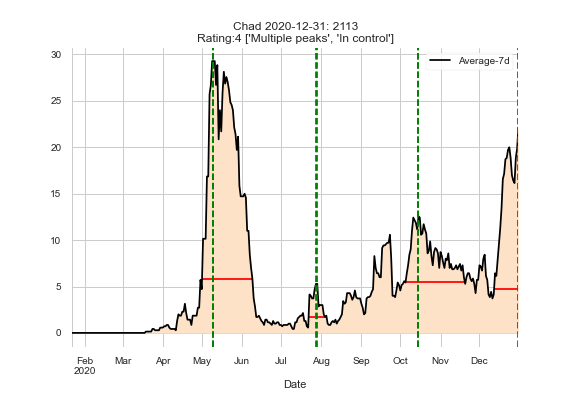 Chad 2020-12-31: 2113
Rating:4 ['Multiple peaks', 'In control']
Average-7d
30
25
20
15
10
5
0
Feb Mar Apr May Jun Jul Aug Sep Oct Nov Dec
2020
Date